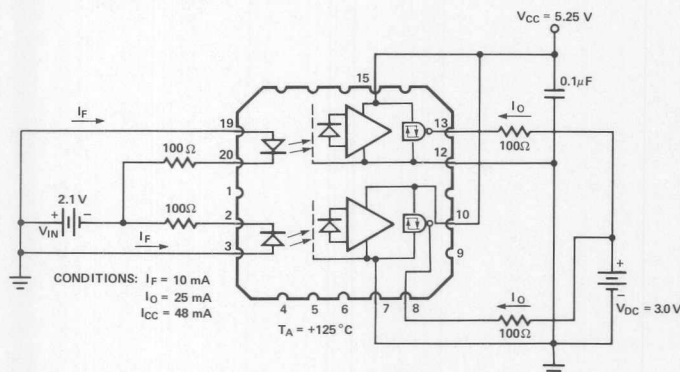 VCC = 5.25 V
15
0.1µF
IF
IO
19
13
100Ω
20
100Ω
12
1
2.1 V
+ −
VIN
100Ω
2
10
IF
3
9
+
−
VDC = 3.0 V
CONDITIONS: IF = 10 mA
IO = 25 mA
ICC = 48 mA
4
5
6
7
8
IO
100Ω
TA = +125°C